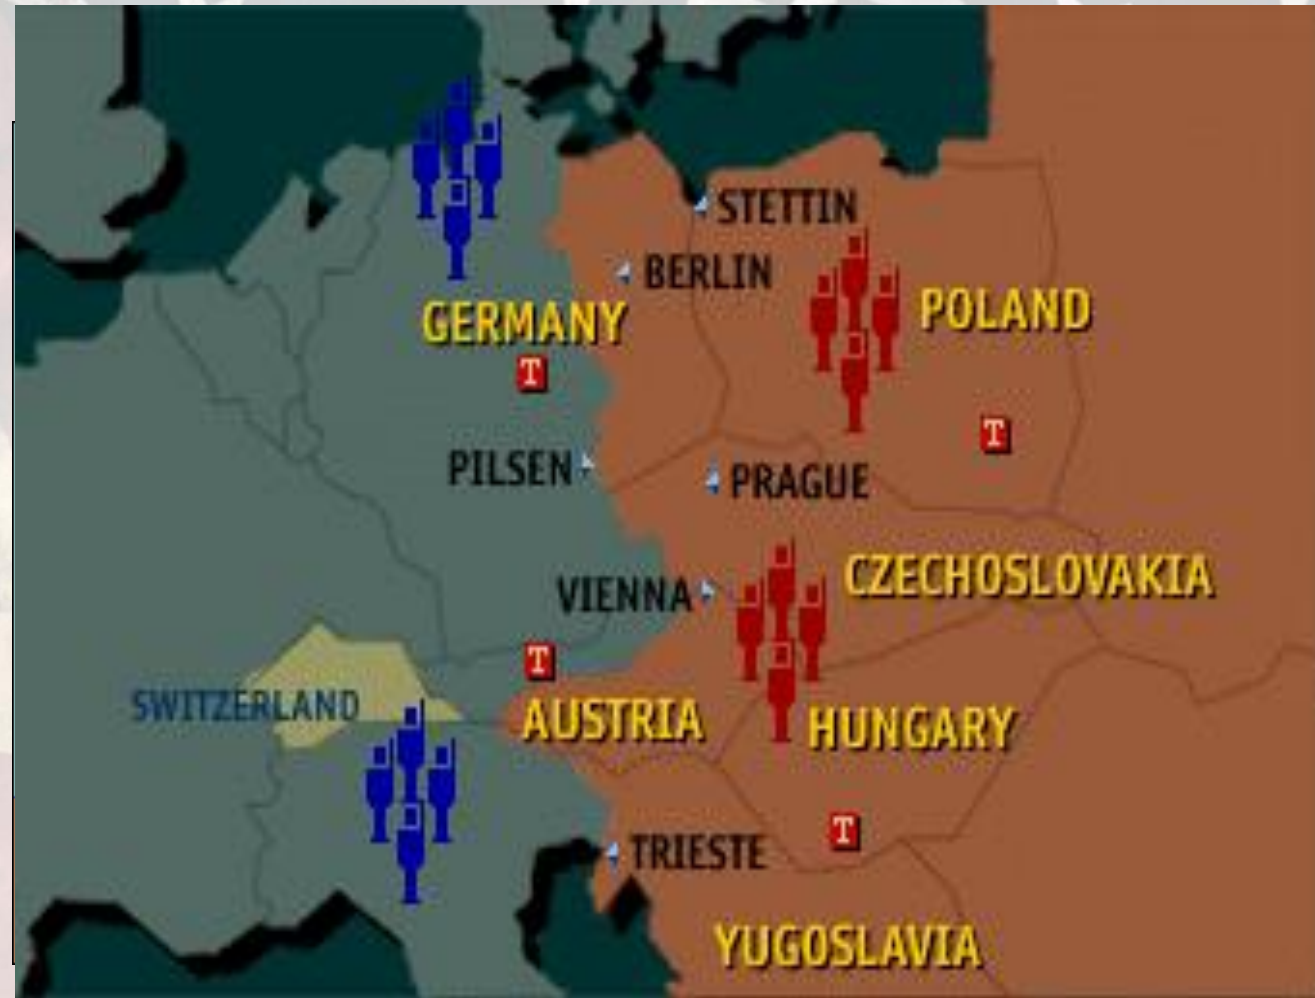 STETTIN
BERLIN
GERMANY
POLAND
T
T
PILSEN
PRAGUE
CZECHOSLOVAKIA
VIENNA
T
SWITZERLAND
AUSTRIA
HUNGARY
T
TRIESTE
YUGOSLAVIA